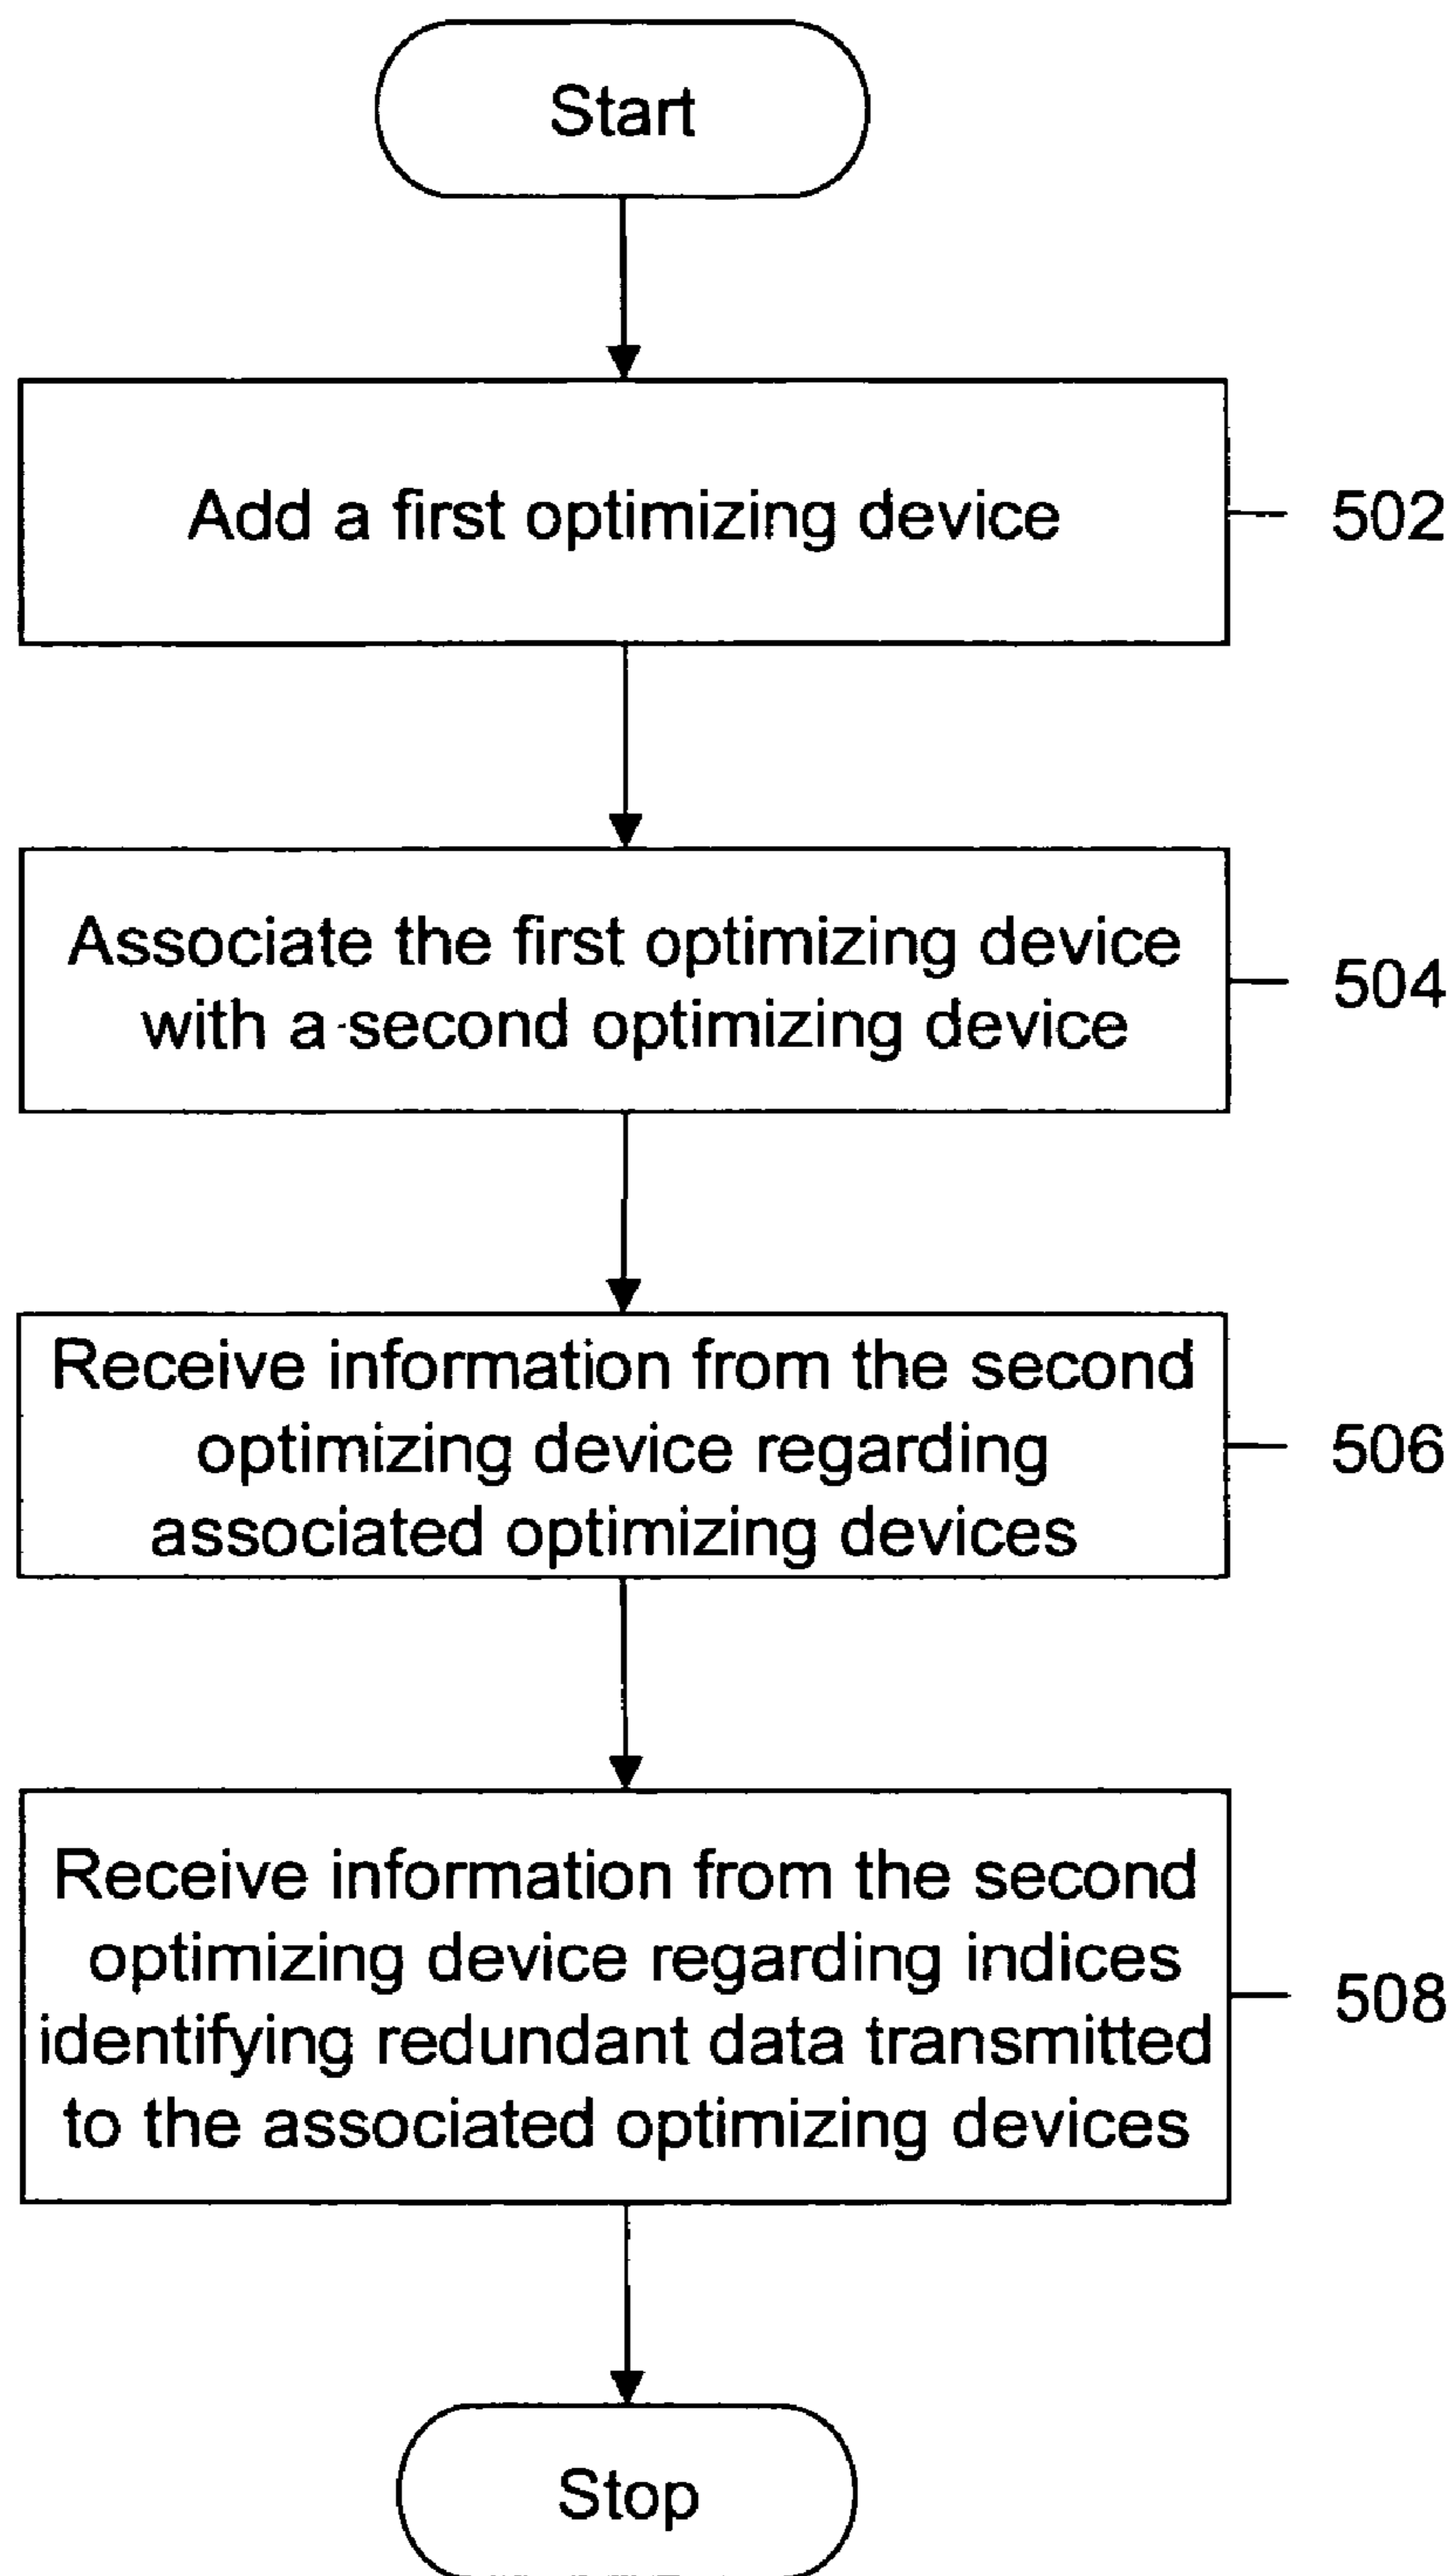 Start
Add a first optimizing device
502
Associate the first optimizing device
with a second optimizing device
504
Receive information from the second
optimizing device regarding
associated optimizing devices
506
Receive information from the second
optimizing device regarding indices
identifying redundant data transmitted
to the associated optimizing devices
508
Stop